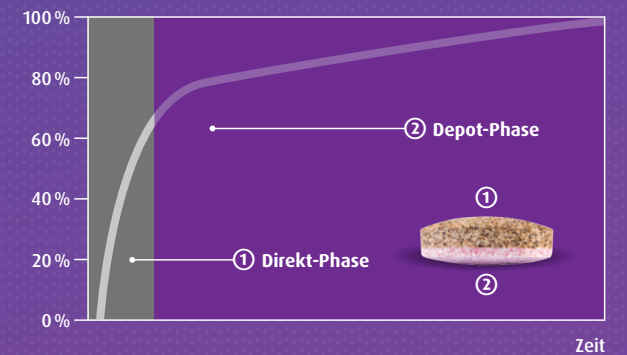 100 %
80 %
60 %
40 %
20 %
0 %
② Depot-Phase
①
① Direkt-Phase
②
Zeit